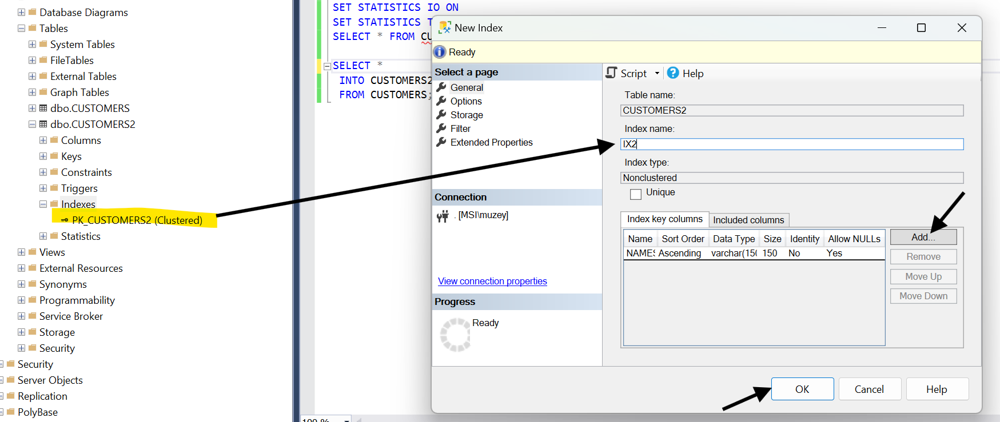 Database Diagrams
Tables
System Tables
FileTables
External Tables
Graph Tables
dbo.CUSTOMERS
dbo.CUSTOMERS2
Columns
Keys
Constraints
Triggers
Indexes
PK_CUSTOMERS2 (Clustered)
Statistics
Views
External Resources
Synonyms
Programmability
Service Broker
Storage
Security
Security
Server Objects
Replication
PolyBase
SET STATISTICS IO ON
SET STATISTICS T
SELECT * FROM CU
SELECT *
INTO CUSTOMERS2
FROM CUSTOMERS;
100 %
New Index
Ready
Select a page
General
Options
Storage
Filter
Extended Properties
Connection
. [MSI\muzey]
View connection properties
Progress
Ready
Script
Help
Table name:
CUSTOMERS2
Index name:
IX2
Index type:
Nonclustered
Unique
Index key columns Included columns
Name Sort Order Data Type Size Identity Allow NULLs
NAMES Ascending varchar(150 150 No Yes
Add...
Remove
Move Up
Move Down
OK Cancel Help